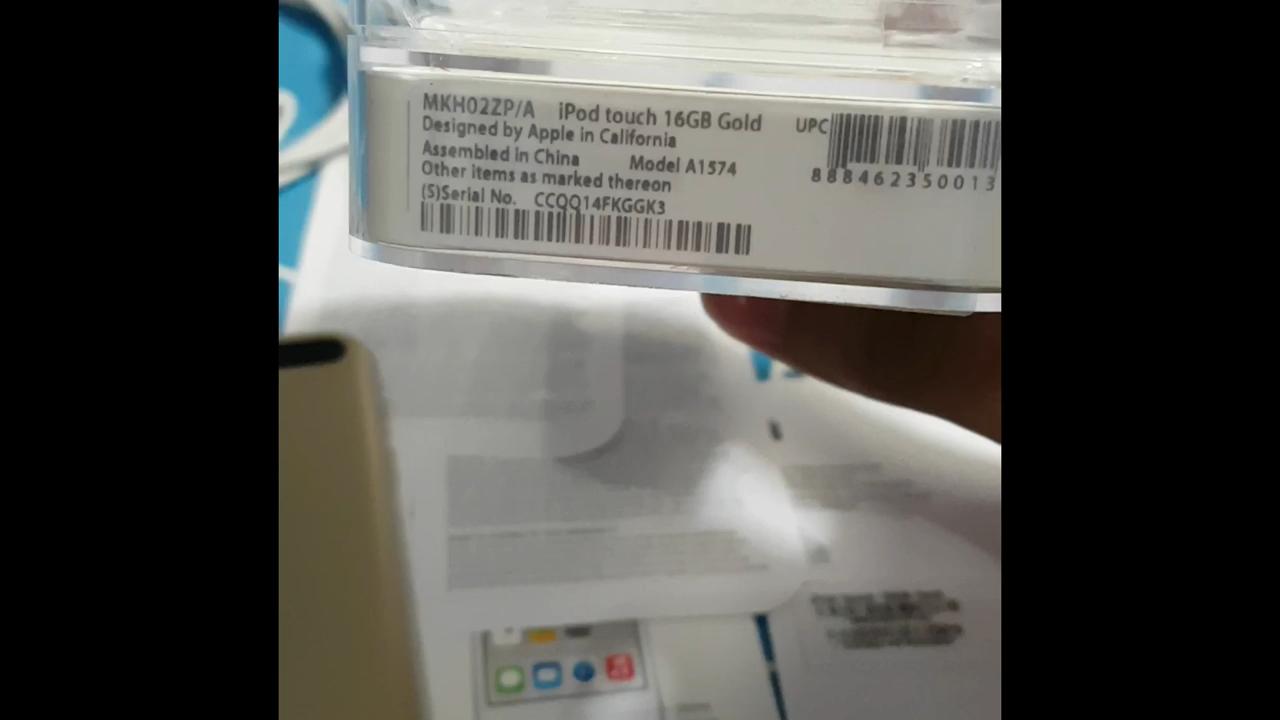 MKH02ZP/A iPod touch 16GB Gold
Designed by Apple in California
Assembled in China Model A1574
Other items as marked thereon
(S)Serial No. CCQQ14FKGGK3
UPC
888462350013